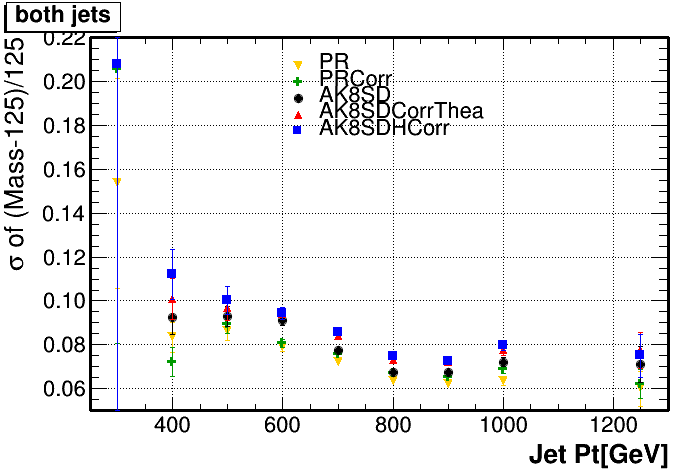 both jets
σ of (Mass-125)/125
0.22
0.20
0.18
0.16
0.14
0.12
0.10
0.08
0.06
PR
PRCorr
AK8SD
AK8SDCorrThea
AK8SDHCorr
400 600 800 1000 1200
Jet Pt[GeV]